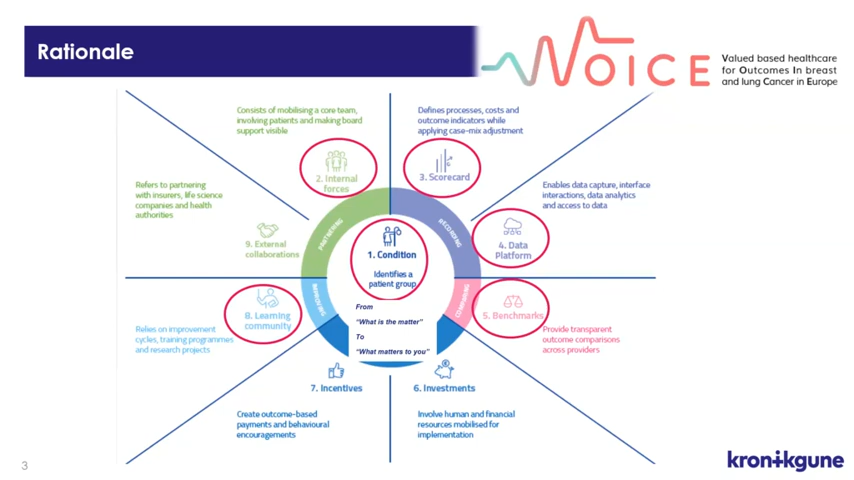 Rationale
VOICE
Valued based healthcare
for Outcomes In breast
and lung Cancer in Europe
Consists of mobilising a core team,
involving patients and making board
support visible
Defines processes, costs and
outcome indicators while
applying case-mix adjustment
2. Internal
forces
3. Scorecard
Refers to partnering
with insurers, life science
companies and health
authorities
Enables data capture, interface
interactions, data analytics
and access to data
PARTNERING
RECORDING
9. External
collaborations
1. Condition
Identifies a
patient group
4. Data
Platform
IMPROVING
COMPARING
8. Learning
community
From
"What is the matter"
To
"What matters to you"
5. Benchmarks
Relies on improvement
cycles, training programmes
and research projects
Provide transparent
outcome comparisons
across providers
7. Incentives
6. Investments
Create outcome-based
payments and behavioural
encouragements
Involve human and financial
resources mobilised for
implementation
3
kronikgune